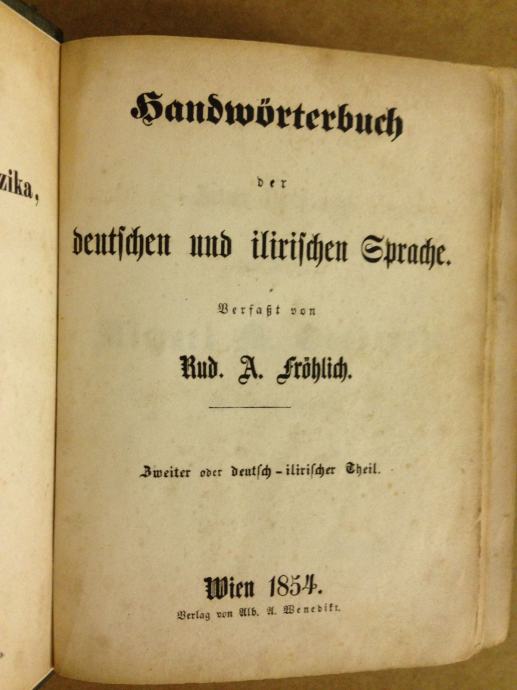 zika,
Handwörterbuch
der
deutschen und ilirischen Sprache.
Verfaßt von
Rud. A. Fröhlich.
Zweiter oder deutsch-ilirischer Theil.
Wien 1854.
Verlag von Alb. A. Wenedikt.